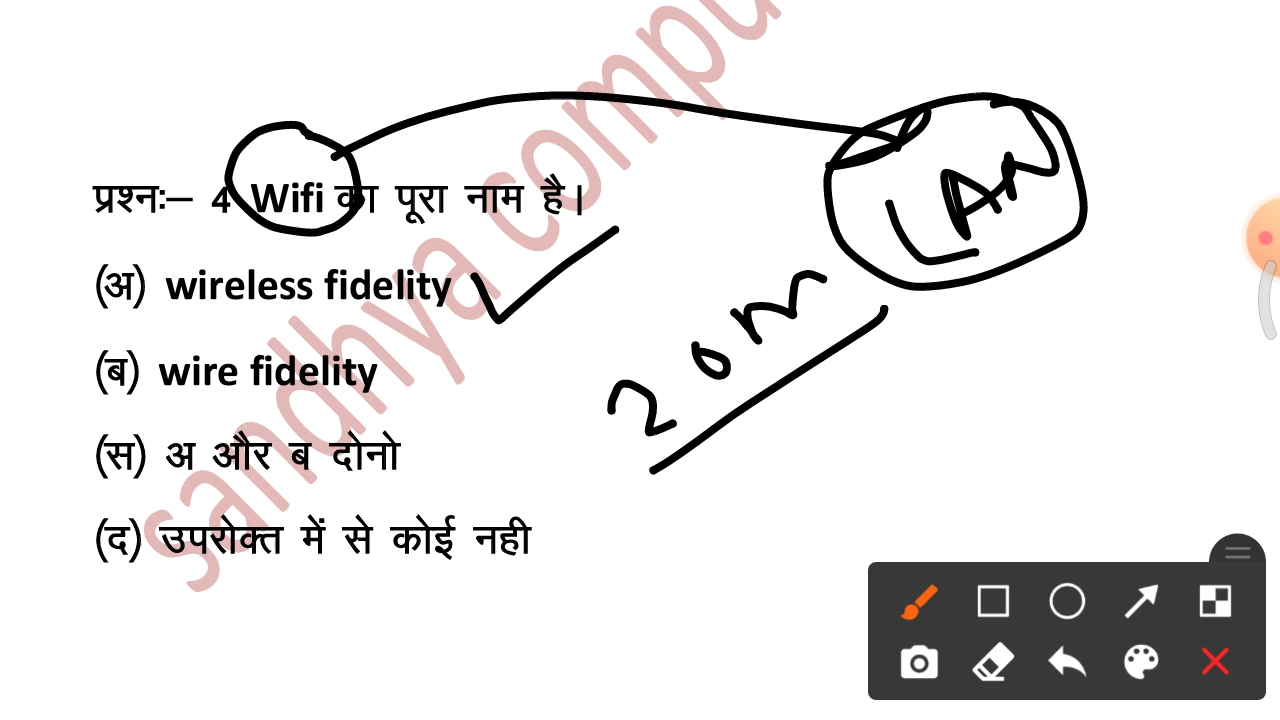 प्रश्नः– 4 Wifi का पूरा नाम है।
LAN
(अ) wireless fidelity
20m
(ब) wire fidelity
(स) अ और ब दोनो
(द) उपरोक्त में से कोई नही
sandhya compu